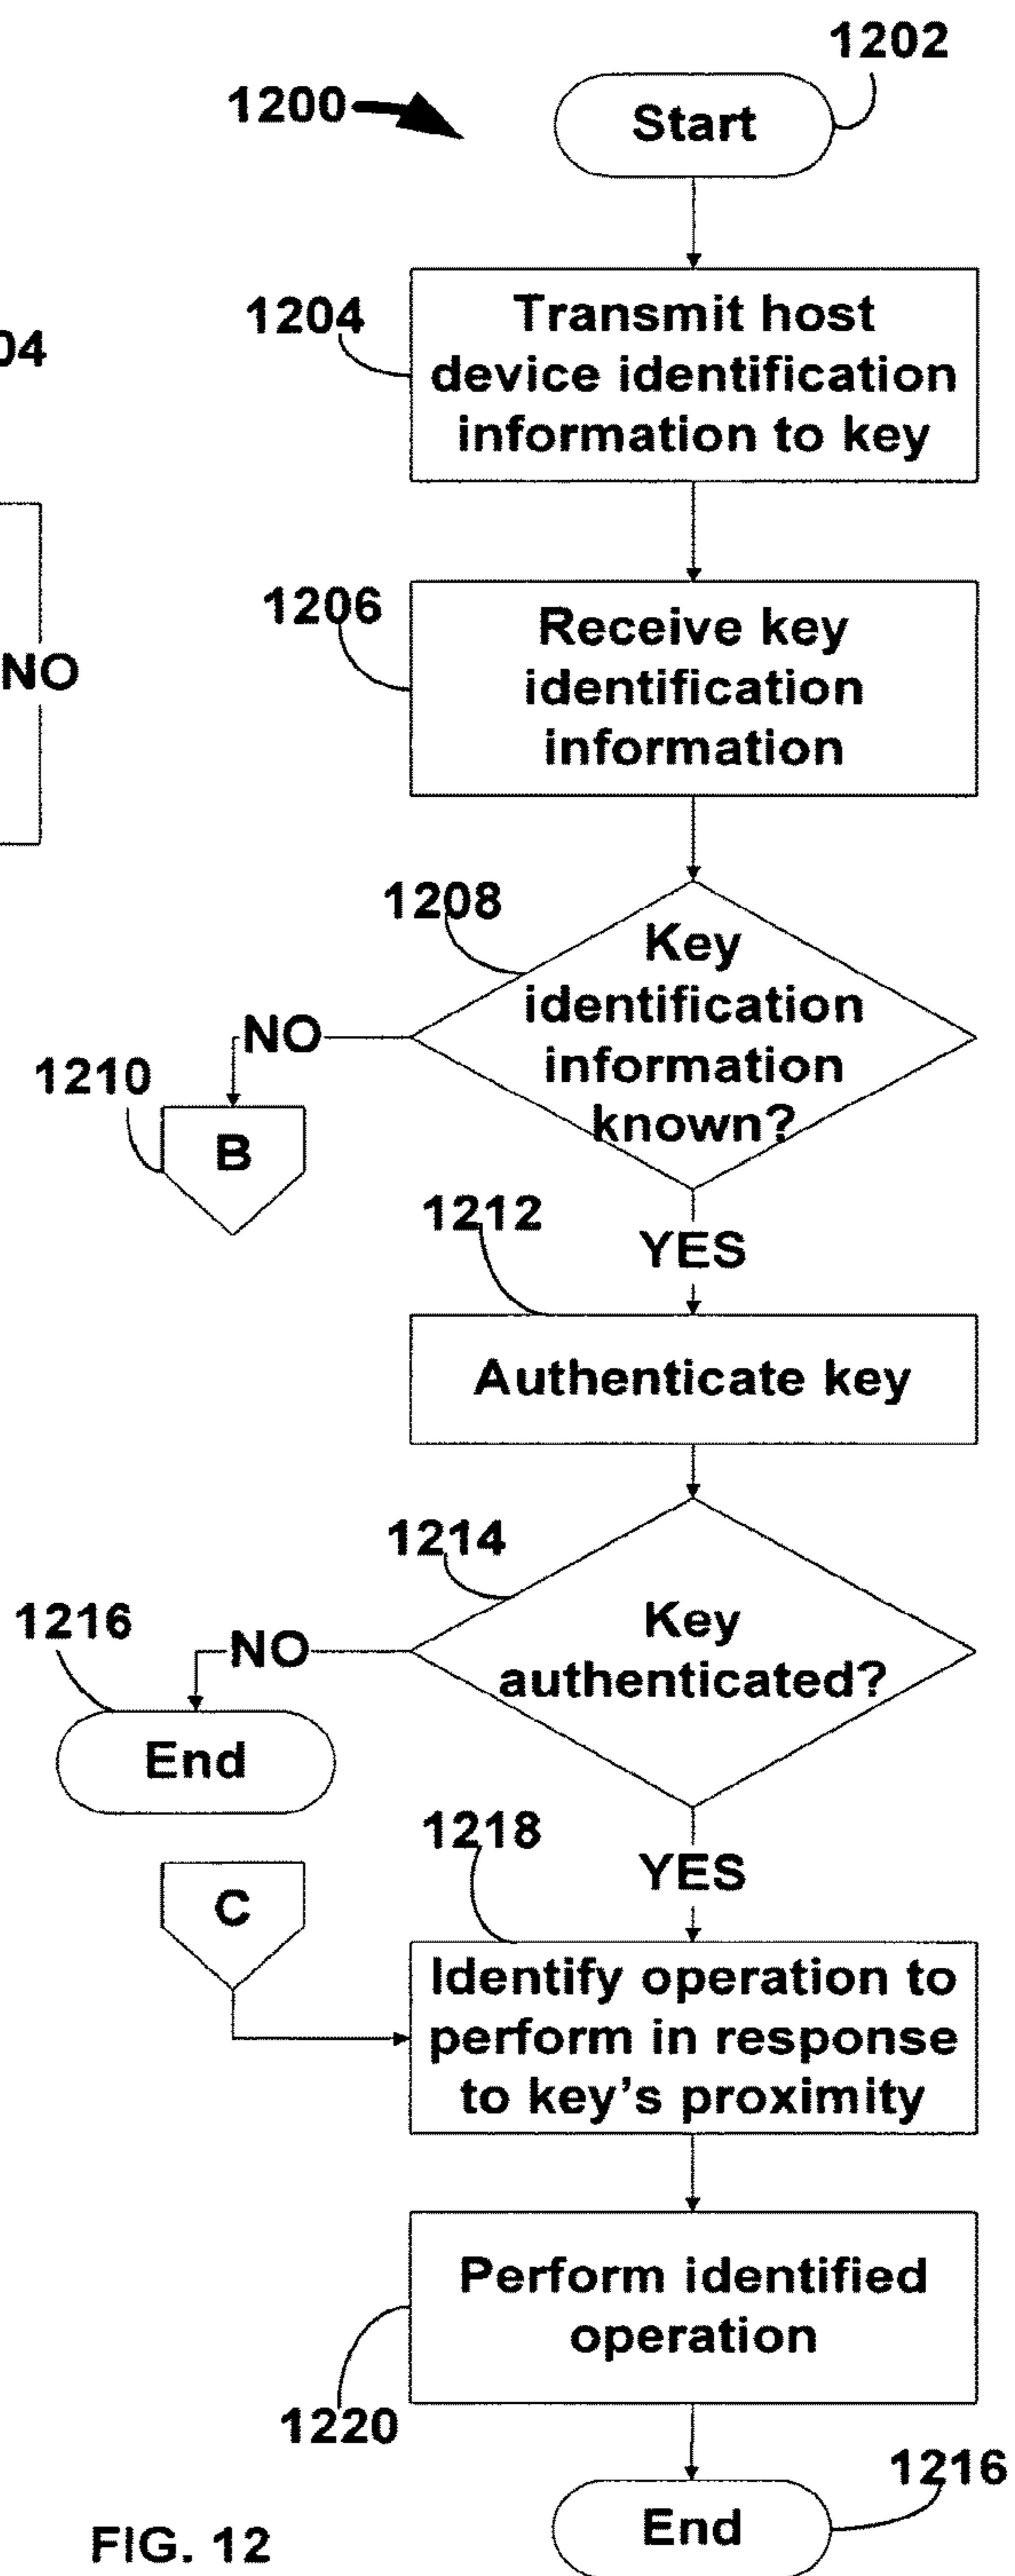 1202
1200
Start
1204
Transmit host
device identification
information to key
04
1206
Receive key
identification
information
NO
1208
Key
identification
information
known?
NO
1210
B
1212
YES
Authenticate key
1214
Key
authenticated?
1216
NO
End
1218
YES
C
Identify operation to
perform in response
to key's proximity
Perform identified
operation
1220
1216
End
FIG. 12